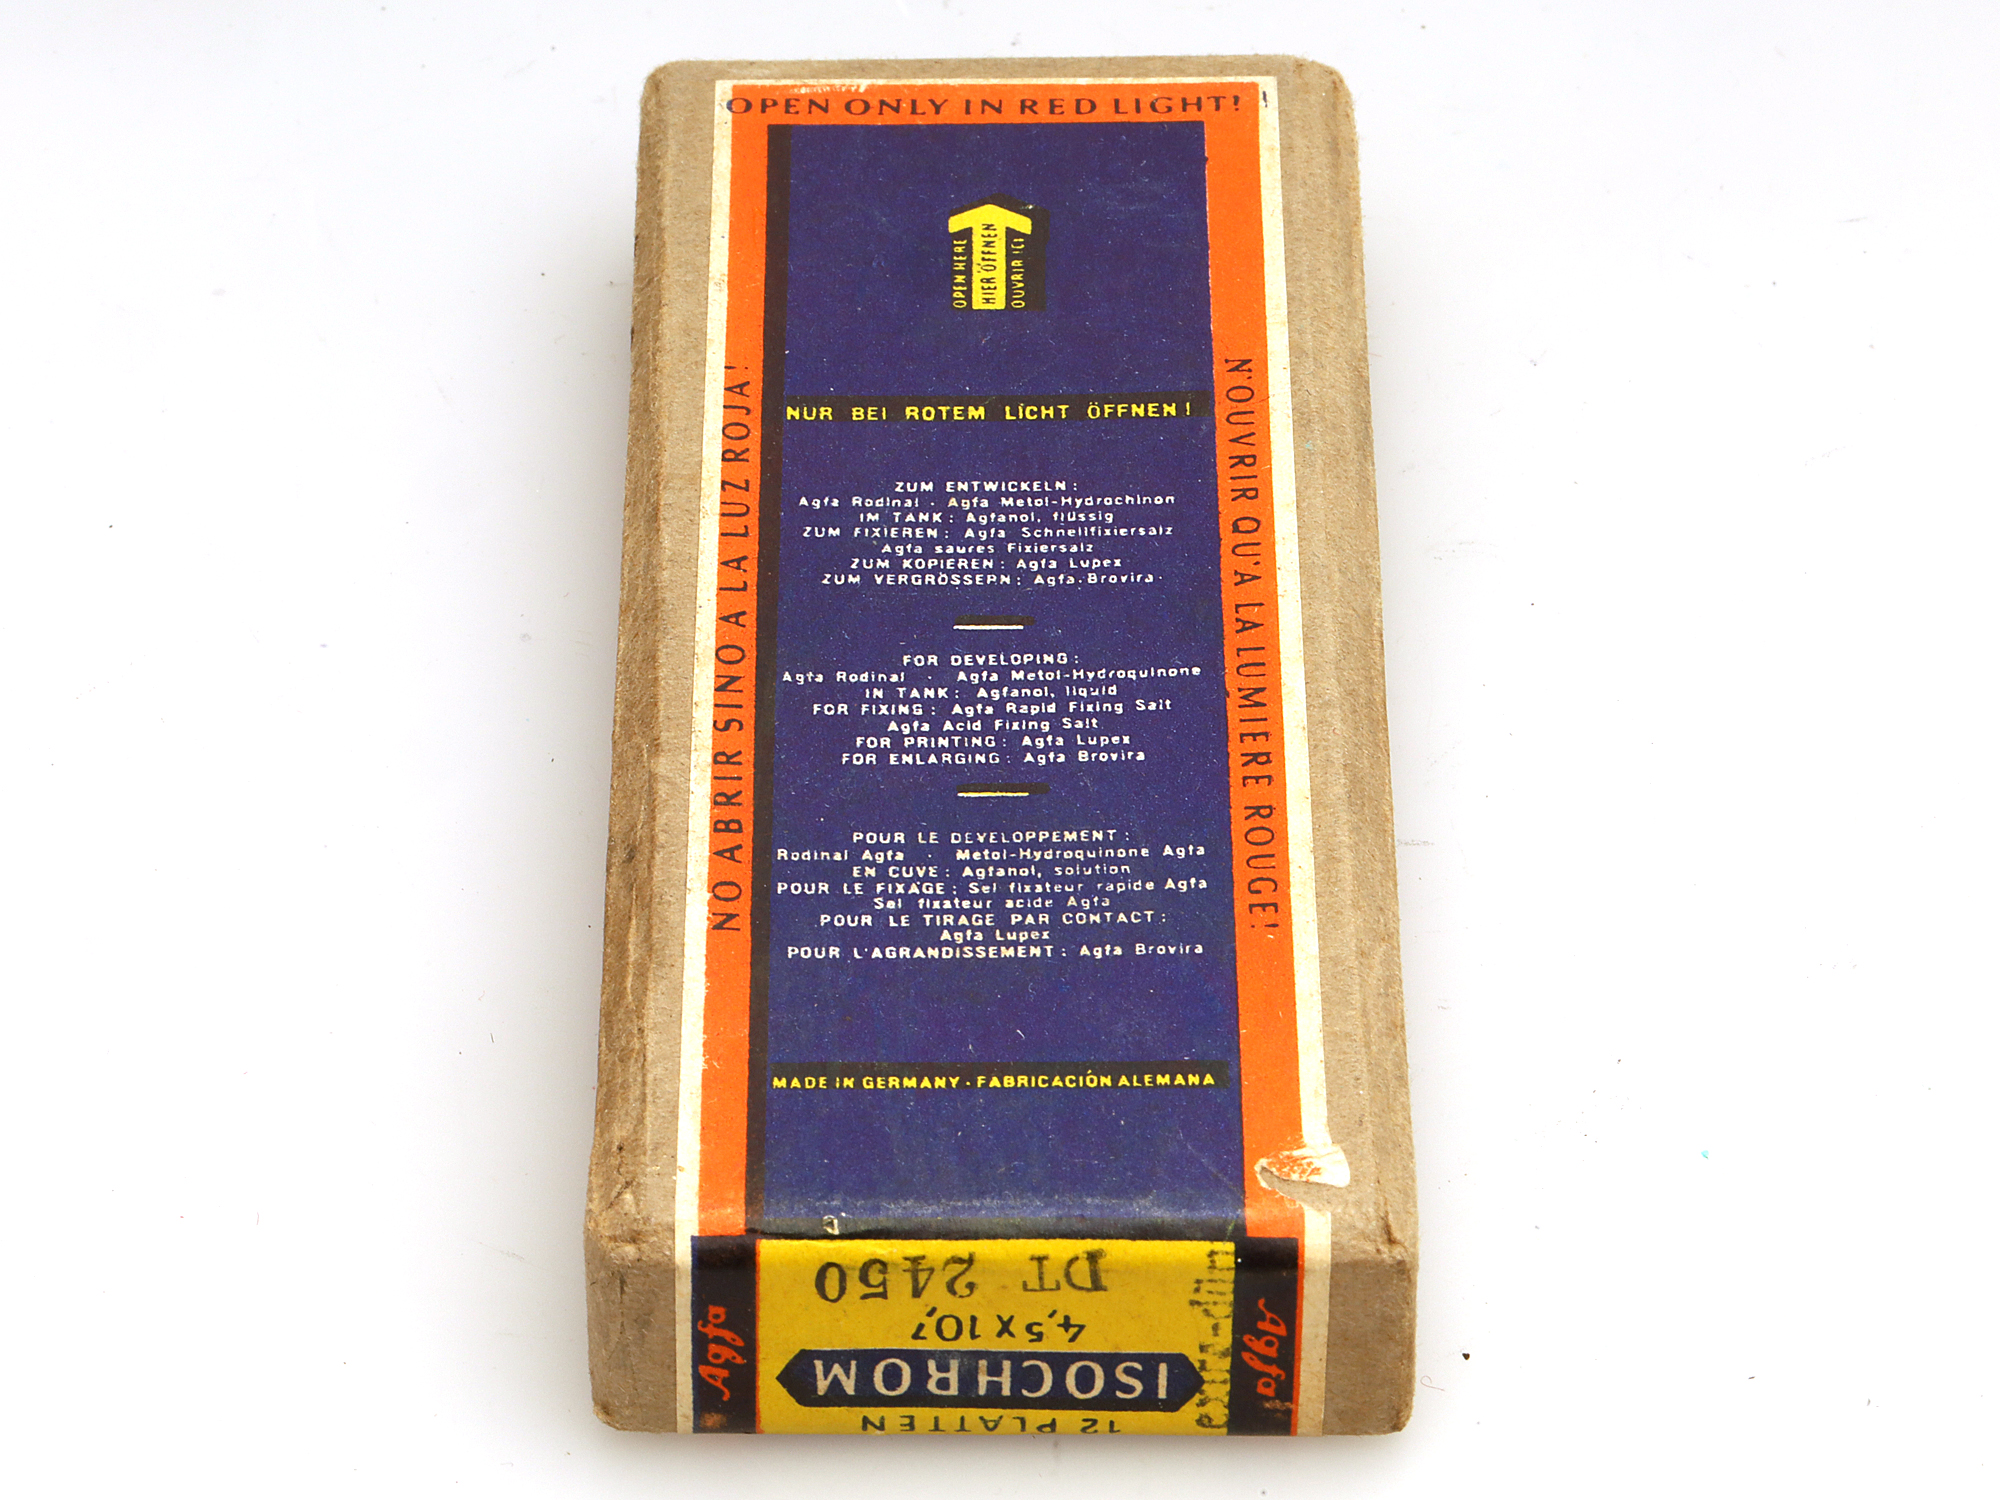 OPEN ONLY IN RED LIGHT!
OPEN HERE
HIER ÖFFNEN
OUVRIR ICI
NO ABRIR SINO A LA LUZ ROJA!
N'OUVRIR QU'A LA LUMIERE ROUGE!
NUR BEI ROTEM LICHT ÖFFNEN!
ZUM ENTWICKELN:
Agfa Rodinal · Agfa Metol-Hydrochinon
IM TANK: Agfanol, flüssig
ZUM FIXIEREN: Agfa Schnellfixiersalz
Agfa saures Fixiersalz
ZUM KOPIEREN: Agfa Lupex
ZUM VERGRÖSSERN: Agfa-Brovira
FOR DEVELOPING:
Agfa Rodinal · Agfa Metol-Hydroquinone
IN TANK: Agfanol, liquid
FOR FIXING: Agfa Rapid Fixing Salt
Agfa Acid Fixing Salt
FOR PRINTING: Agfa Lupex
FOR ENLARGING: Agfa Brovira
POUR LE DEVELOPPEMENT:
Rodinal Agfa · Metol-Hydroquinone Agfa
EN CUVE: Agfanol, solution
POUR LE FIXAGE: Sel fixateur rapide Agfa
Sel fixateur acide Agfa
POUR LE TIRAGE PAR CONTACT:
Agfa Lupex
POUR L'AGRANDISSEMENT: Agfa Brovira
MADE IN GERMANY · FABRICACIÓN ALEMANA
12 PLATTEN
ISOCHROM
4,5 X 10,7
DT 2450
Agfa
Agfa